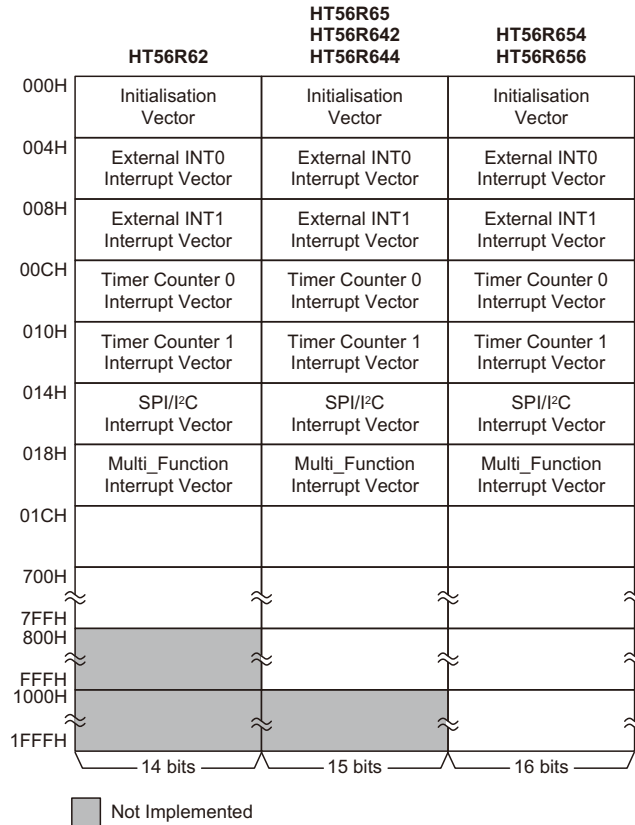 HT56R62
HT56R65
HT56R642
HT56R644
HT56R654
HT56R656
000H
Initialisation
Vector
Initialisation
Vector
Initialisation
Vector
004H
External INT0
Interrupt Vector
External INT0
Interrupt Vector
External INT0
Interrupt Vector
008H
External INT1
Interrupt Vector
External INT1
Interrupt Vector
External INT1
Interrupt Vector
00CH
Timer Counter 0
Interrupt Vector
Timer Counter 0
Interrupt Vector
Timer Counter 0
Interrupt Vector
010H
Timer Counter 1
Interrupt Vector
Timer Counter 1
Interrupt Vector
Timer Counter 1
Interrupt Vector
014H
SPI/I²C
Interrupt Vector
SPI/I²C
Interrupt Vector
SPI/I²C
Interrupt Vector
018H
Multi_Function
Interrupt Vector
Multi_Function
Interrupt Vector
Multi_Function
Interrupt Vector
01CH
700H
7FFH
800H
FFFH
1000H
1FFFH
14 bits
15 bits
16 bits
Not Implemented